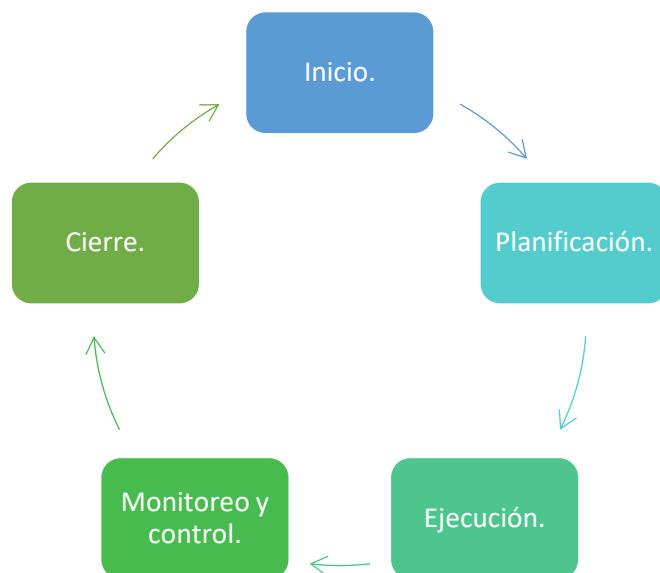 Inicio.
Planificación.
Ejecución.
Monitoreo y
control.
Cierre.